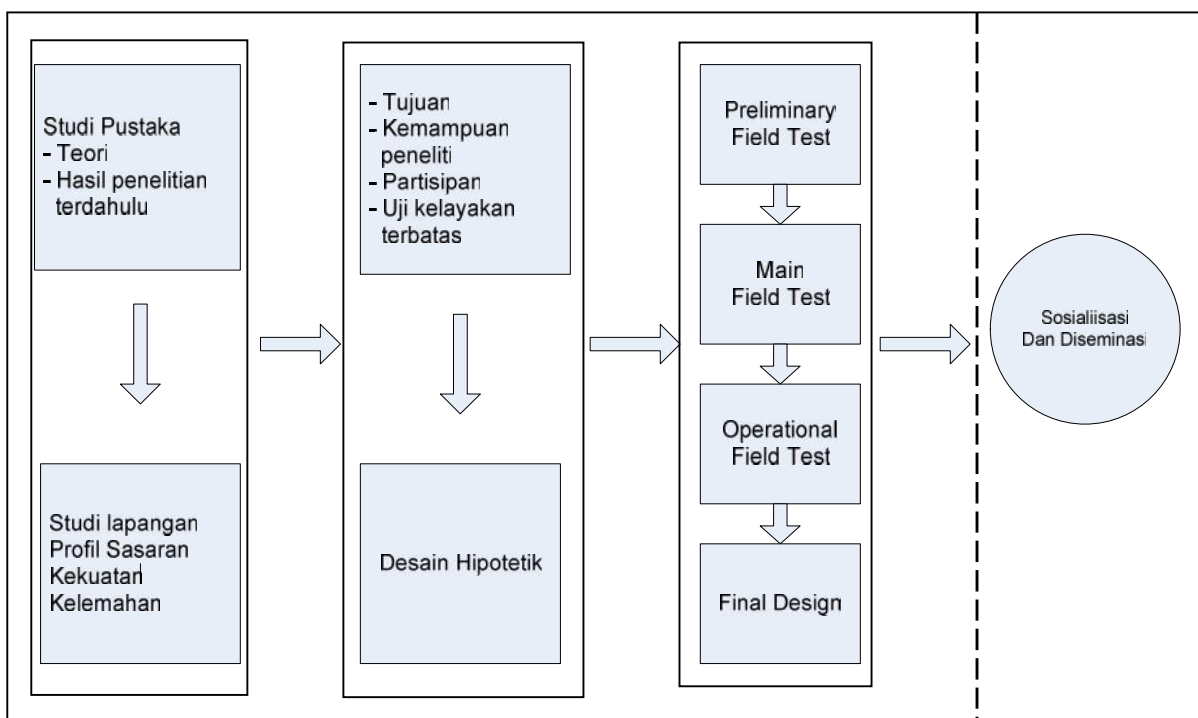 Studi Pustaka
- Teori
- Hasil penelitian
terdahulu
Studi lapangan
Profil Sasaran
Kekuatan
Kelemahan
- Tujuan
- Kemampuan
peneliti
- Partisipan
- Uji kelayakan
terbatas
Desain Hipotetik
Preliminary
Field Test
Main
Field Test
Operational
Field Test
Final Design
Sosialiisasi
Dan Diseminasi